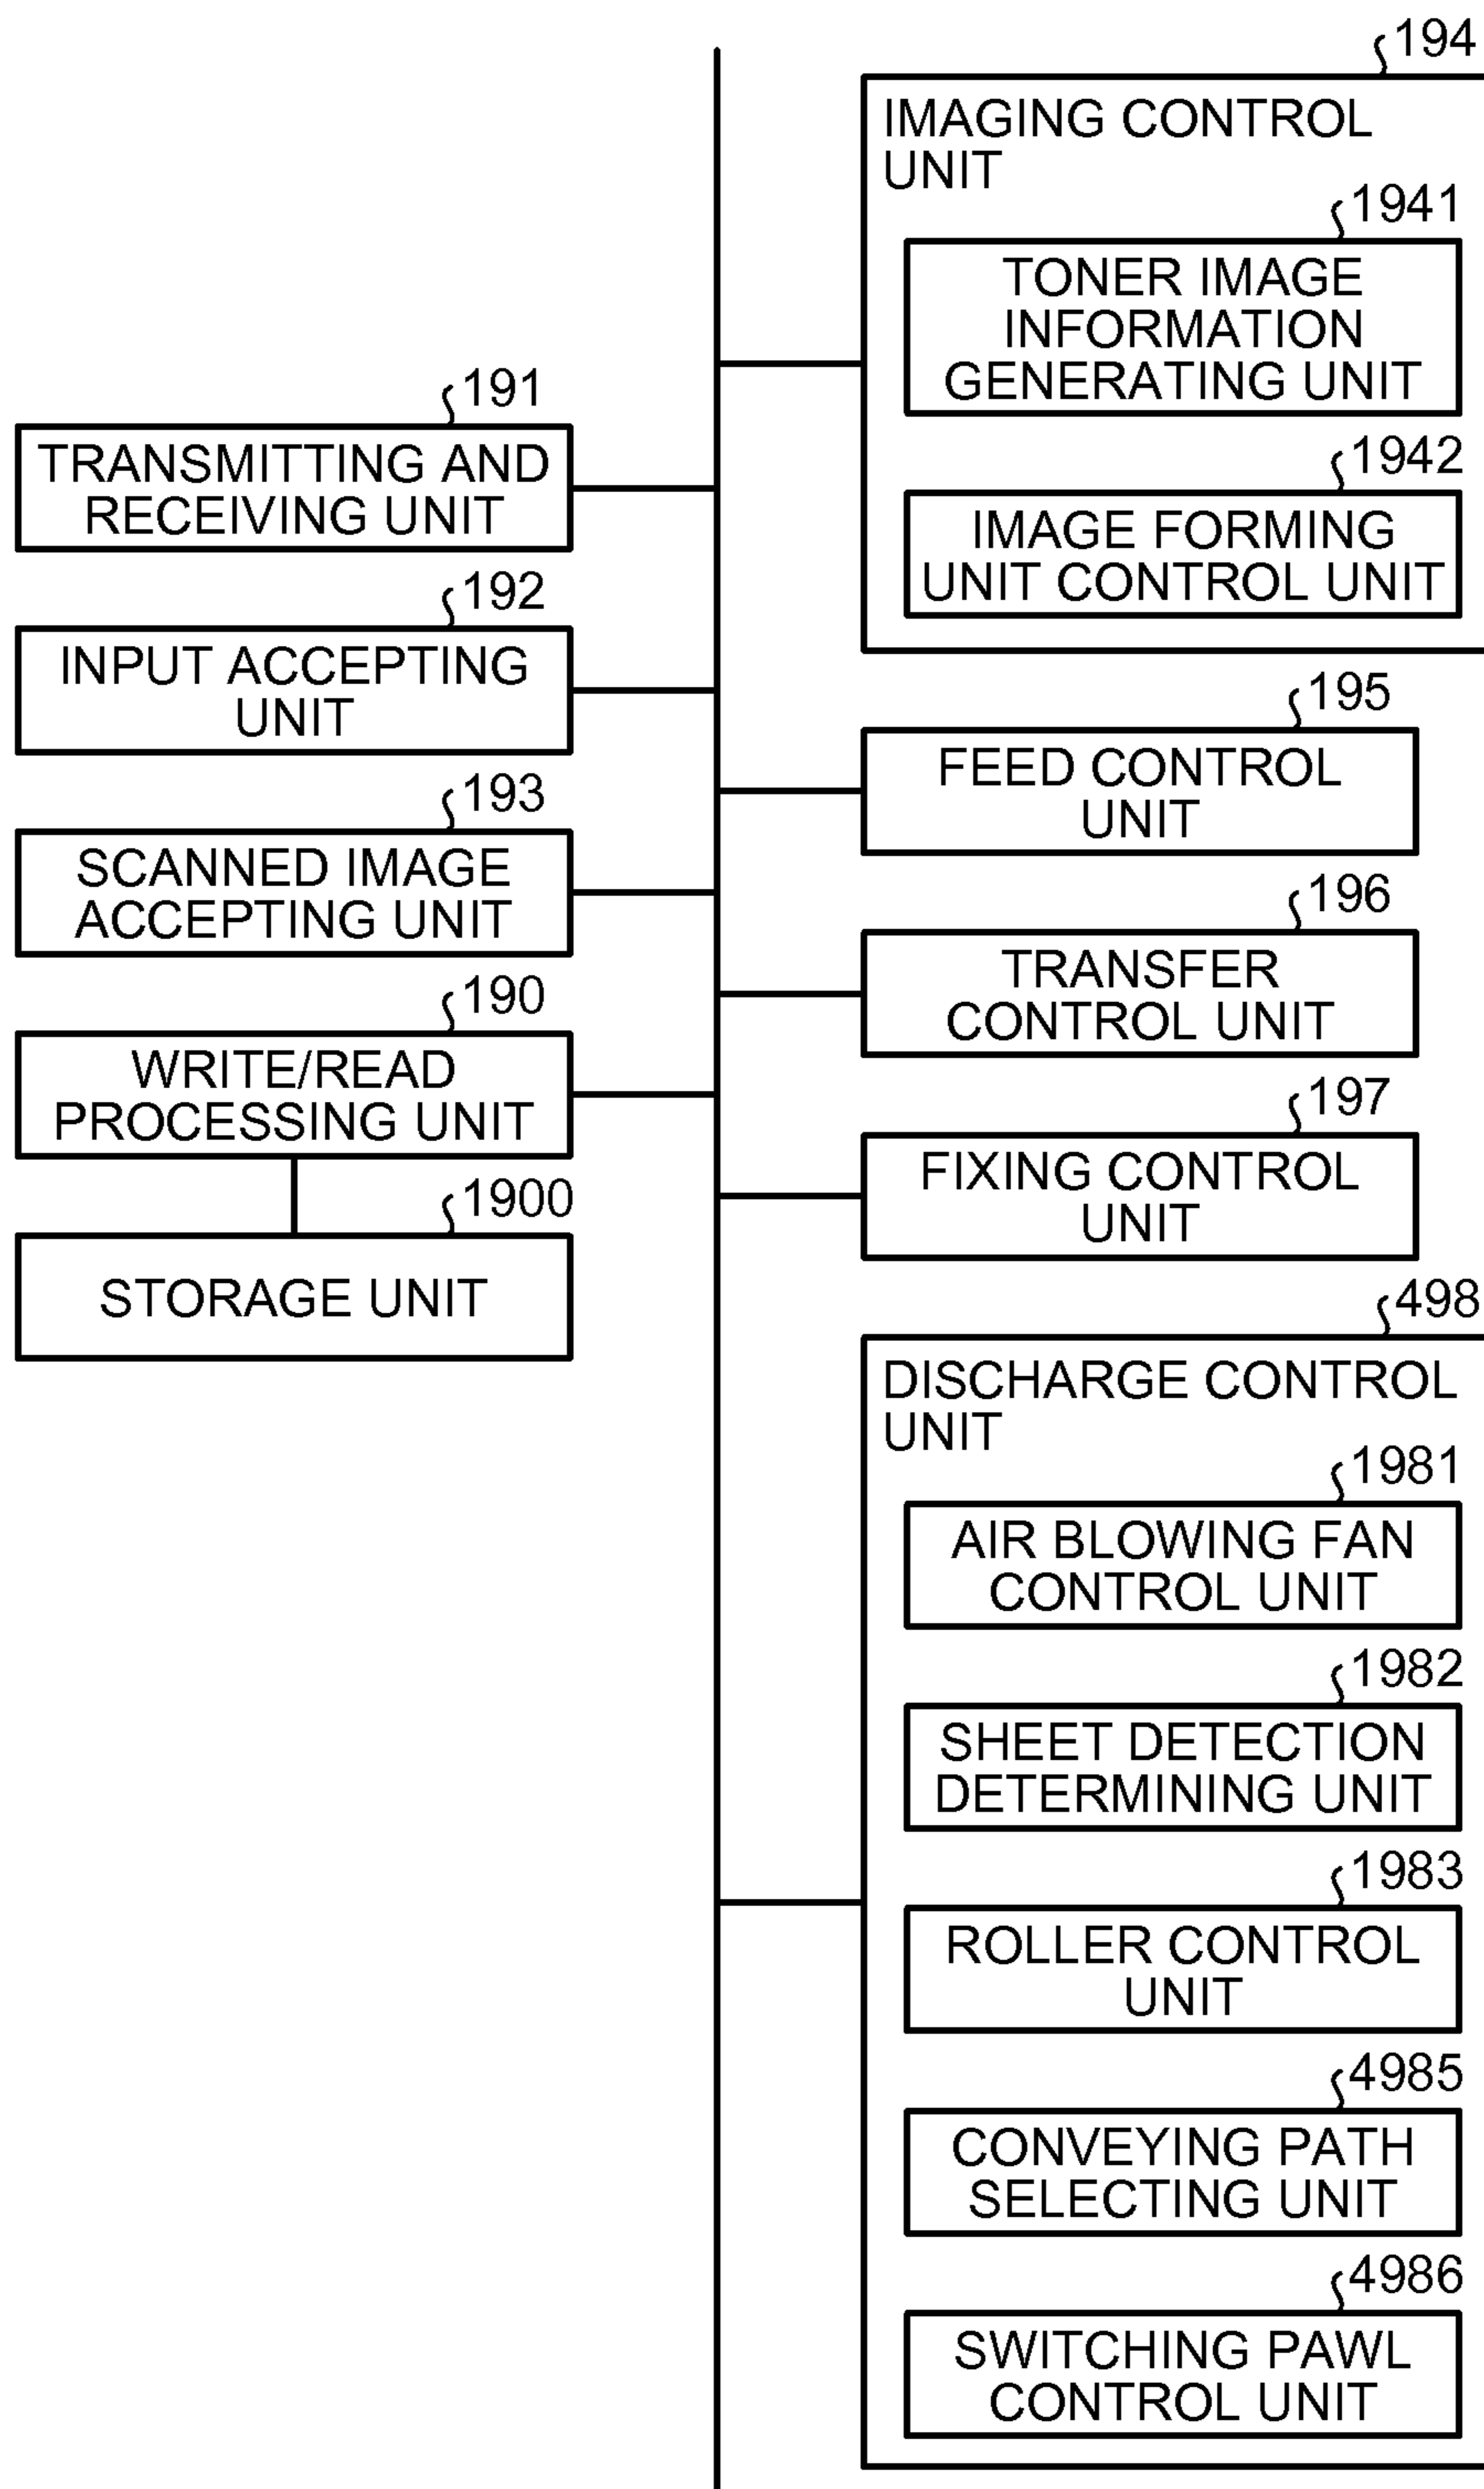 191
TRANSMITTING AND
RECEIVING UNIT
192
INPUT ACCEPTING
UNIT
193
SCANNED IMAGE
ACCEPTING UNIT
190
WRITE/READ
PROCESSING UNIT
1900
STORAGE UNIT
194
IMAGING CONTROL
UNIT
1941
TONER IMAGE
INFORMATION
GENERATING UNIT
1942
IMAGE FORMING
UNIT CONTROL UNIT
195
FEED CONTROL
UNIT
196
TRANSFER
CONTROL UNIT
197
FIXING CONTROL
UNIT
498
DISCHARGE CONTROL
UNIT
1981
AIR BLOWING FAN
CONTROL UNIT
1982
SHEET DETECTION
DETERMINING UNIT
1983
ROLLER CONTROL
UNIT
4985
CONVEYING PATH
SELECTING UNIT
4986
SWITCHING PAWL
CONTROL UNIT